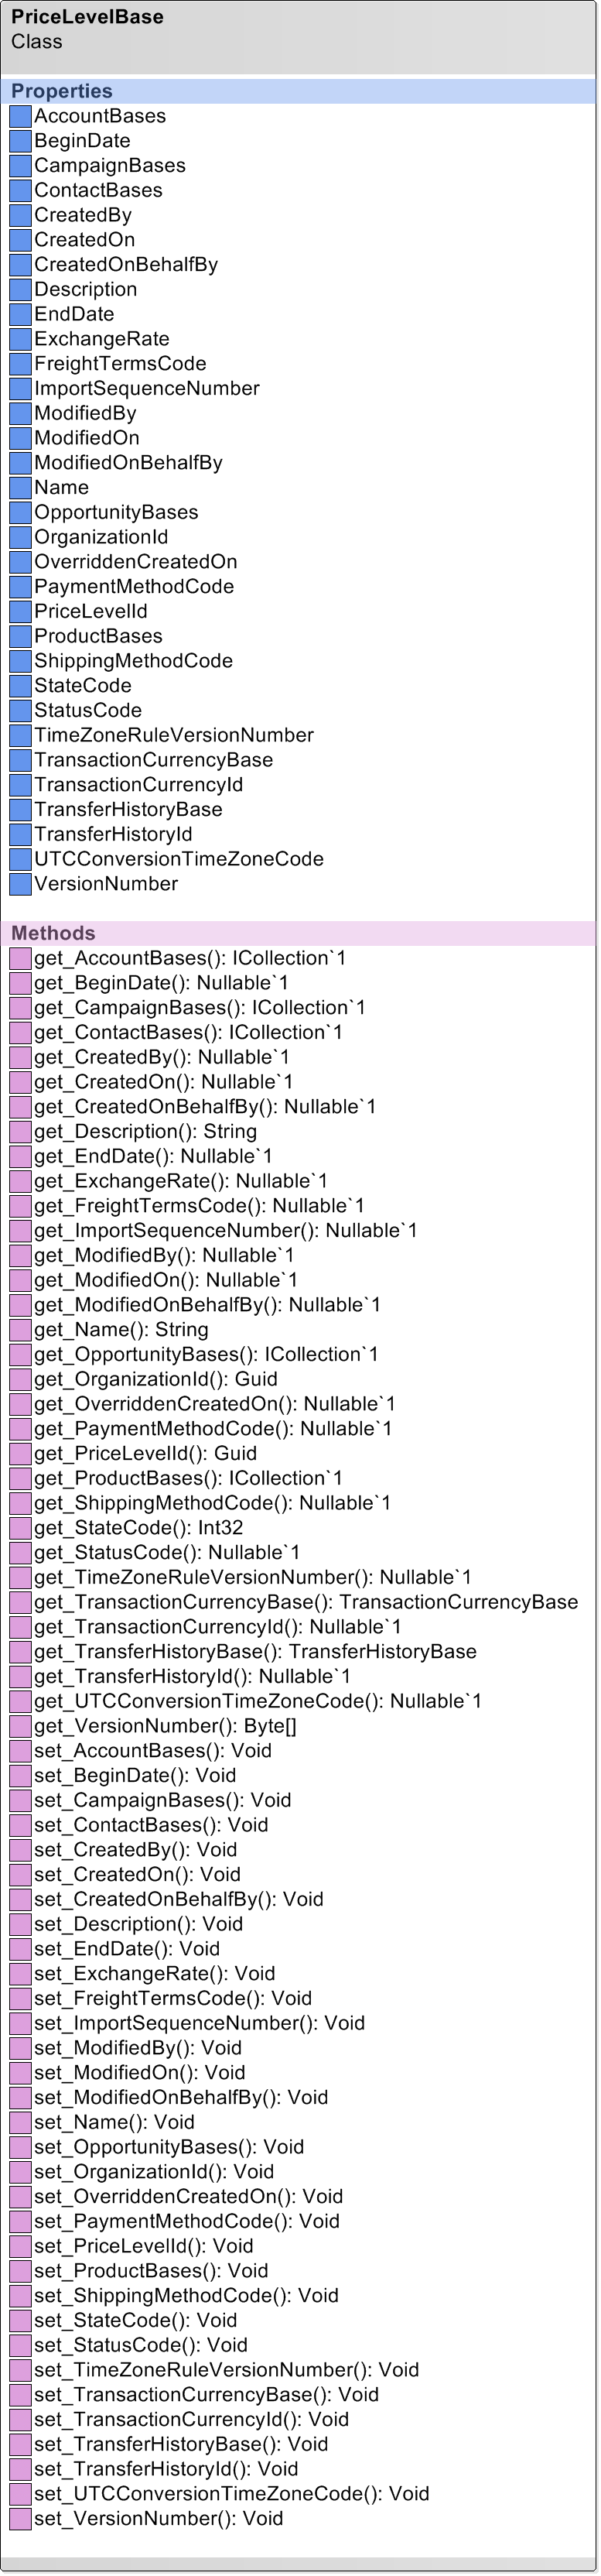 PriceLevelBase
Class
Properties
AccountBases
BeginDate
CampaignBases
ContactBases
CreatedBy
CreatedOn
CreatedOnBehalfBy
Description
EndDate
ExchangeRate
FreightTermsCode
ImportSequenceNumber
ModifiedBy
ModifiedOn
ModifiedOnBehalfBy
Name
OpportunityBases
OrganizationId
OverriddenCreatedOn
PaymentMethodCode
PriceLevelId
ProductBases
ShippingMethodCode
StateCode
StatusCode
TimeZoneRuleVersionNumber
TransactionCurrencyBase
TransactionCurrencyId
TransferHistoryBase
TransferHistoryId
UTCConversionTimeZoneCode
VersionNumber
Methods
get_AccountBases(): ICollection`1
get_BeginDate(): Nullable`1
get_CampaignBases(): ICollection`1
get_ContactBases(): ICollection`1
get_CreatedBy(): Nullable`1
get_CreatedOn(): Nullable`1
get_CreatedOnBehalfBy(): Nullable`1
get_Description(): String
get_EndDate(): Nullable`1
get_ExchangeRate(): Nullable`1
get_FreightTermsCode(): Nullable`1
get_ImportSequenceNumber(): Nullable`1
get_ModifiedBy(): Nullable`1
get_ModifiedOn(): Nullable`1
get_ModifiedOnBehalfBy(): Nullable`1
get_Name(): String
get_OpportunityBases(): ICollection`1
get_OrganizationId(): Guid
get_OverriddenCreatedOn(): Nullable`1
get_PaymentMethodCode(): Nullable`1
get_PriceLevelId(): Guid
get_ProductBases(): ICollection`1
get_ShippingMethodCode(): Nullable`1
get_StateCode(): Int32
get_StatusCode(): Nullable`1
get_TimeZoneRuleVersionNumber(): Nullable`1
get_TransactionCurrencyBase(): TransactionCurrencyBase
get_TransactionCurrencyId(): Nullable`1
get_TransferHistoryBase(): TransferHistoryBase
get_TransferHistoryId(): Nullable`1
get_UTCConversionTimeZoneCode(): Nullable`1
get_VersionNumber(): Byte[]
set_AccountBases(): Void
set_BeginDate(): Void
set_CampaignBases(): Void
set_ContactBases(): Void
set_CreatedBy(): Void
set_CreatedOn(): Void
set_CreatedOnBehalfBy(): Void
set_Description(): Void
set_EndDate(): Void
set_ExchangeRate(): Void
set_FreightTermsCode(): Void
set_ImportSequenceNumber(): Void
set_ModifiedBy(): Void
set_ModifiedOn(): Void
set_ModifiedOnBehalfBy(): Void
set_Name(): Void
set_OpportunityBases(): Void
set_OrganizationId(): Void
set_OverriddenCreatedOn(): Void
set_PaymentMethodCode(): Void
set_PriceLevelId(): Void
set_ProductBases(): Void
set_ShippingMethodCode(): Void
set_StateCode(): Void
set_StatusCode(): Void
set_TimeZoneRuleVersionNumber(): Void
set_TransactionCurrencyBase(): Void
set_TransactionCurrencyId(): Void
set_TransferHistoryBase(): Void
set_TransferHistoryId(): Void
set_UTCConversionTimeZoneCode(): Void
set_VersionNumber(): Void